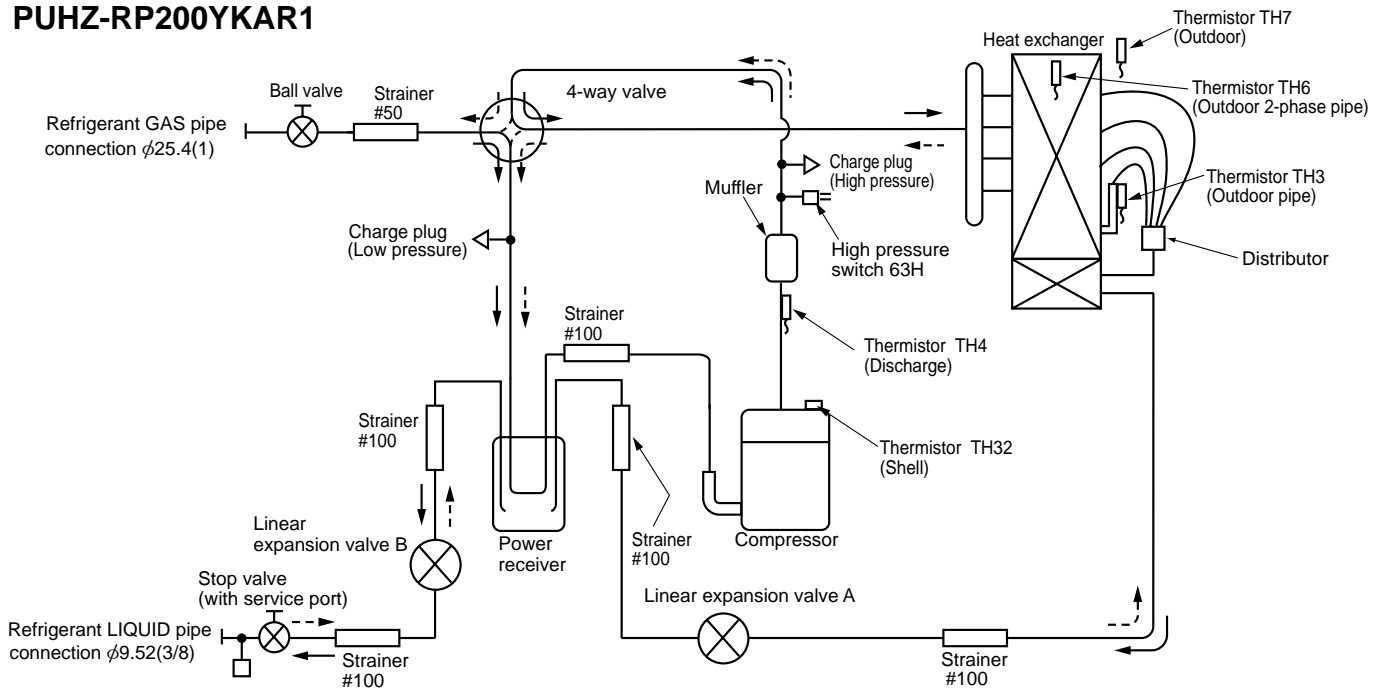 PUHZ-RP200YKAR1
Thermistor TH7
(Outdoor)
Heat exchanger
Thermistor TH6
(Outdoor 2-phase pipe)
Ball valve
Strainer
#50
4-way valve
Refrigerant GAS pipe
connection ϕ25.4(1)
Charge plug
(High pressure)
Muffler
Thermistor TH3
(Outdoor pipe)
Charge plug
(Low pressure)
High pressure
switch 63H
Distributor
Strainer
#100
Thermistor TH4
(Discharge)
Strainer
#100
Thermistor TH32
(Shell)
Linear
expansion valve B
Power
receiver
Strainer
#100
Compressor
Stop valve
(with service port)
Linear expansion valve A
Refrigerant LIQUID pipe
connection ϕ9.52(3/8)
Strainer
#100
Strainer
#100